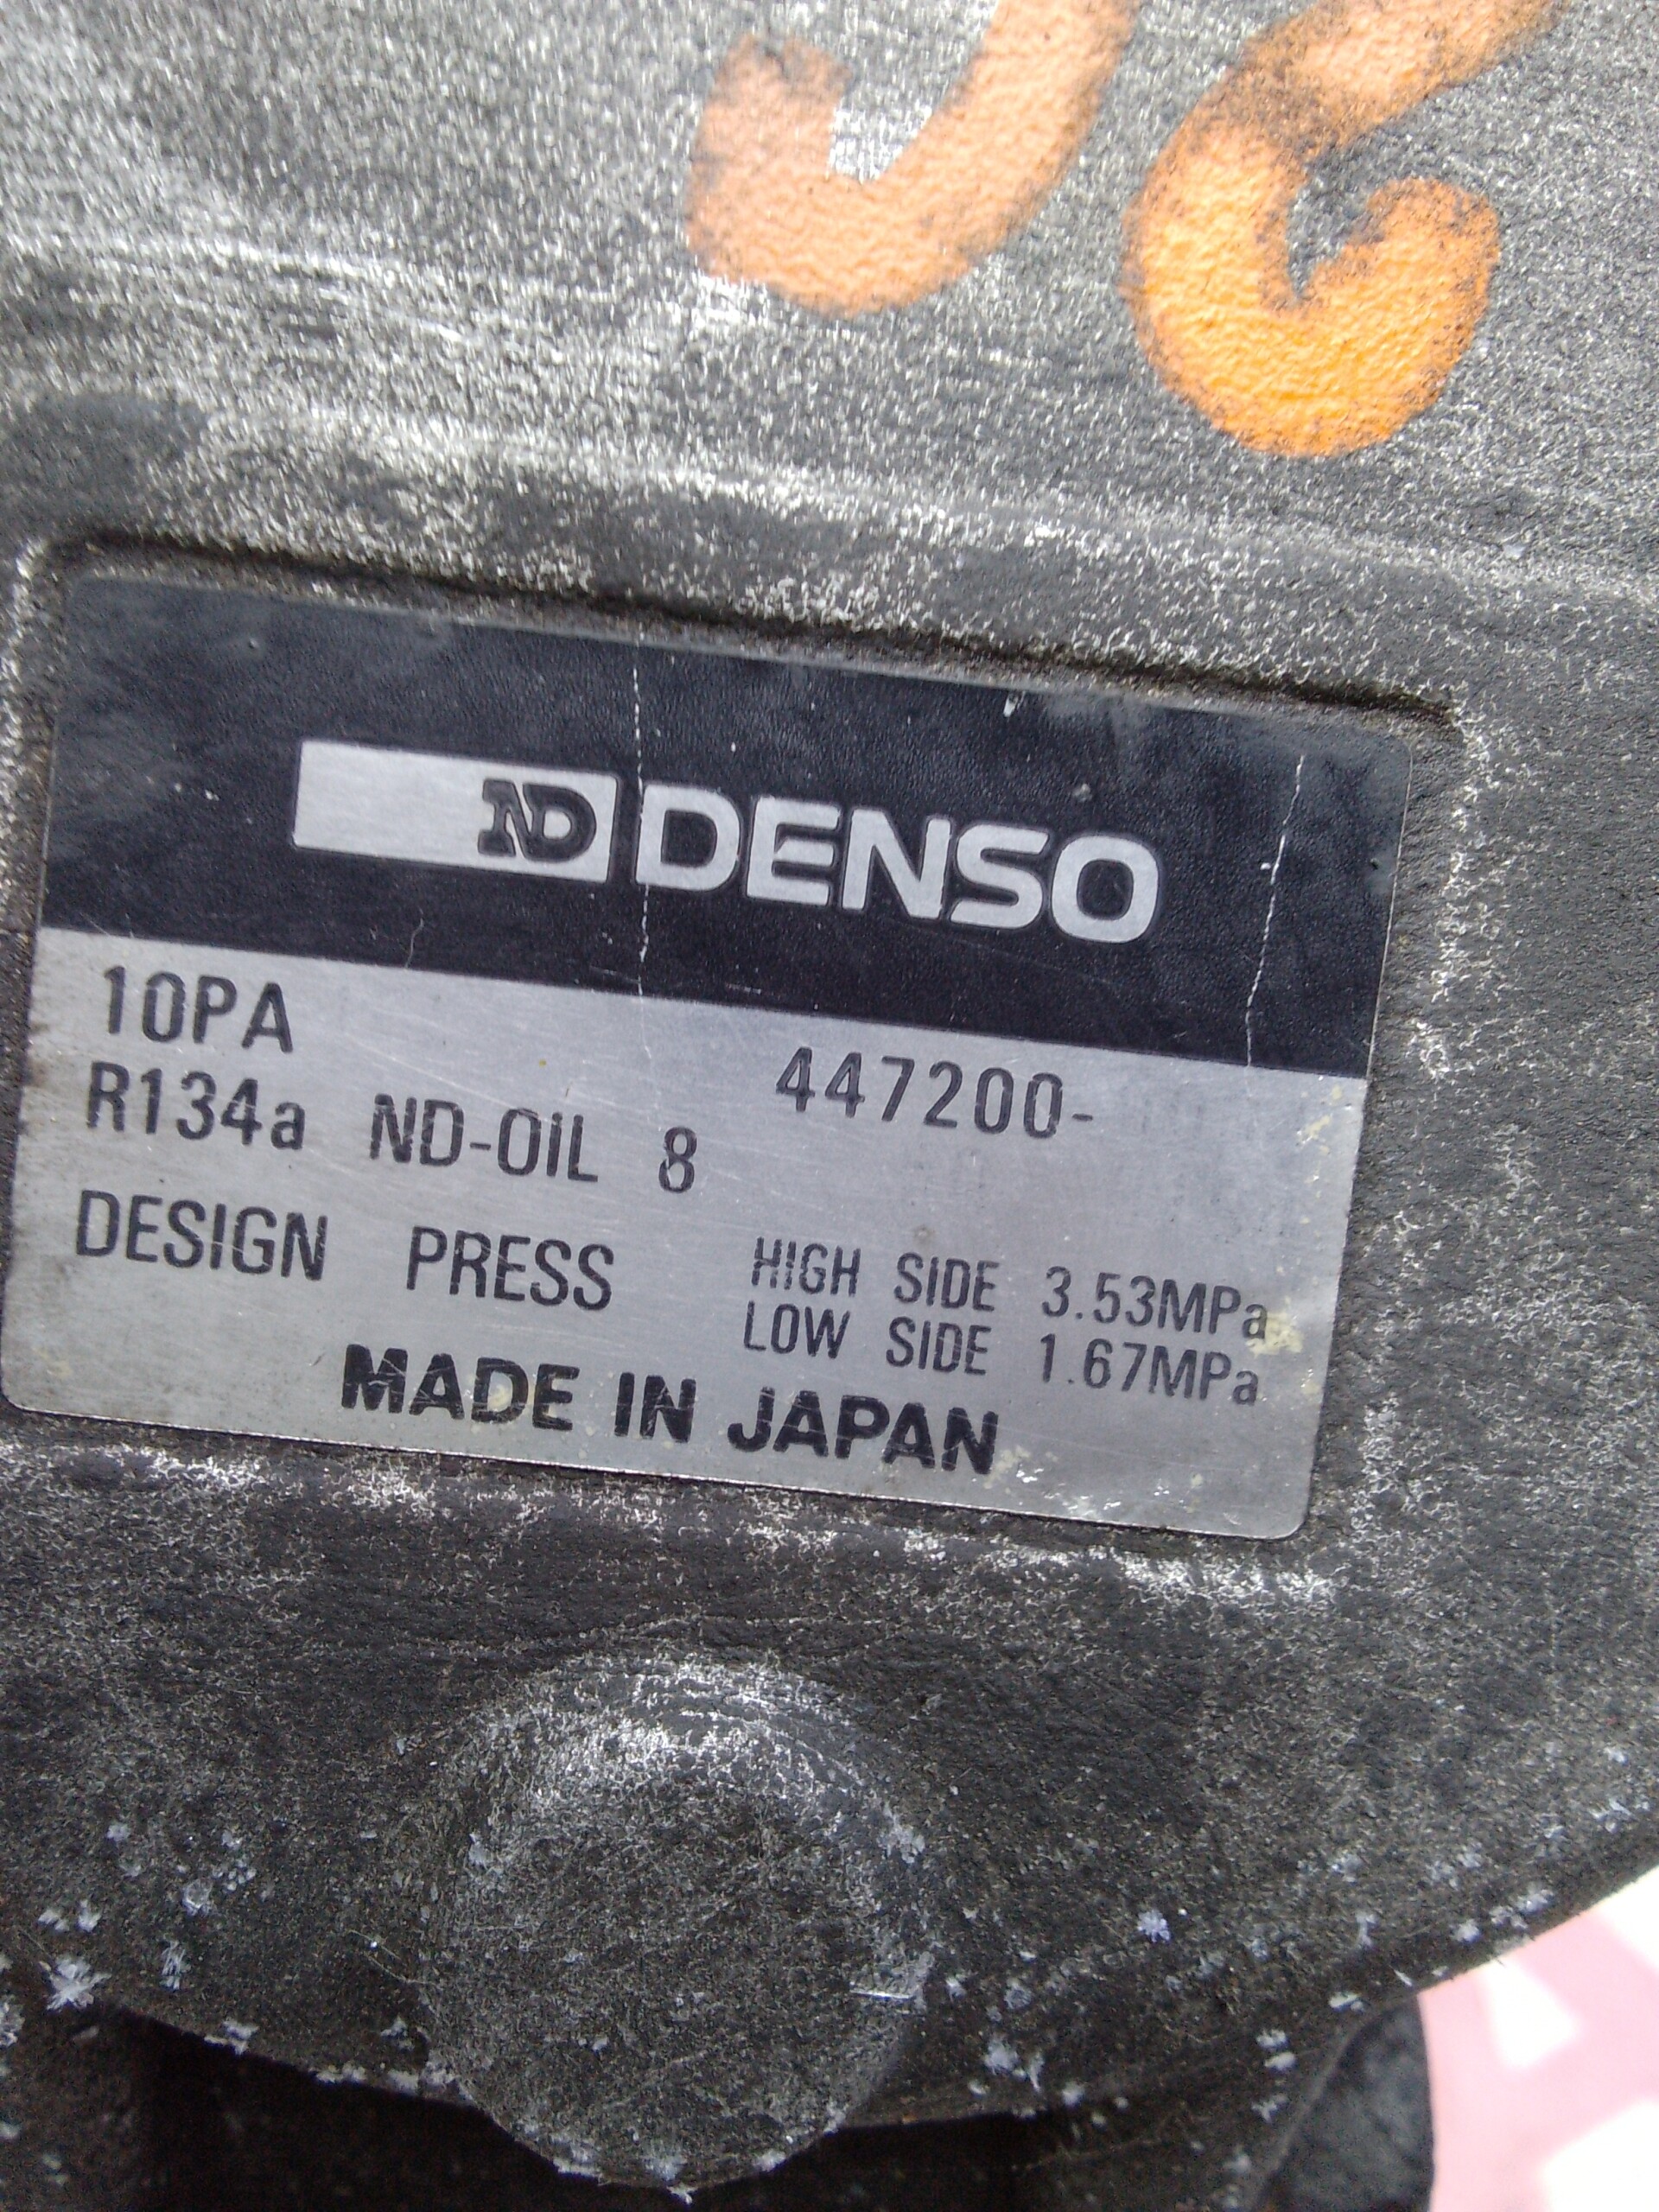 ND DENSO
10PA
447200-
R134a ND-OIL 8
DESIGN PRESS HIGH SIDE 3.53MPa
LOW SIDE 1.67MPa
MADE IN JAPAN